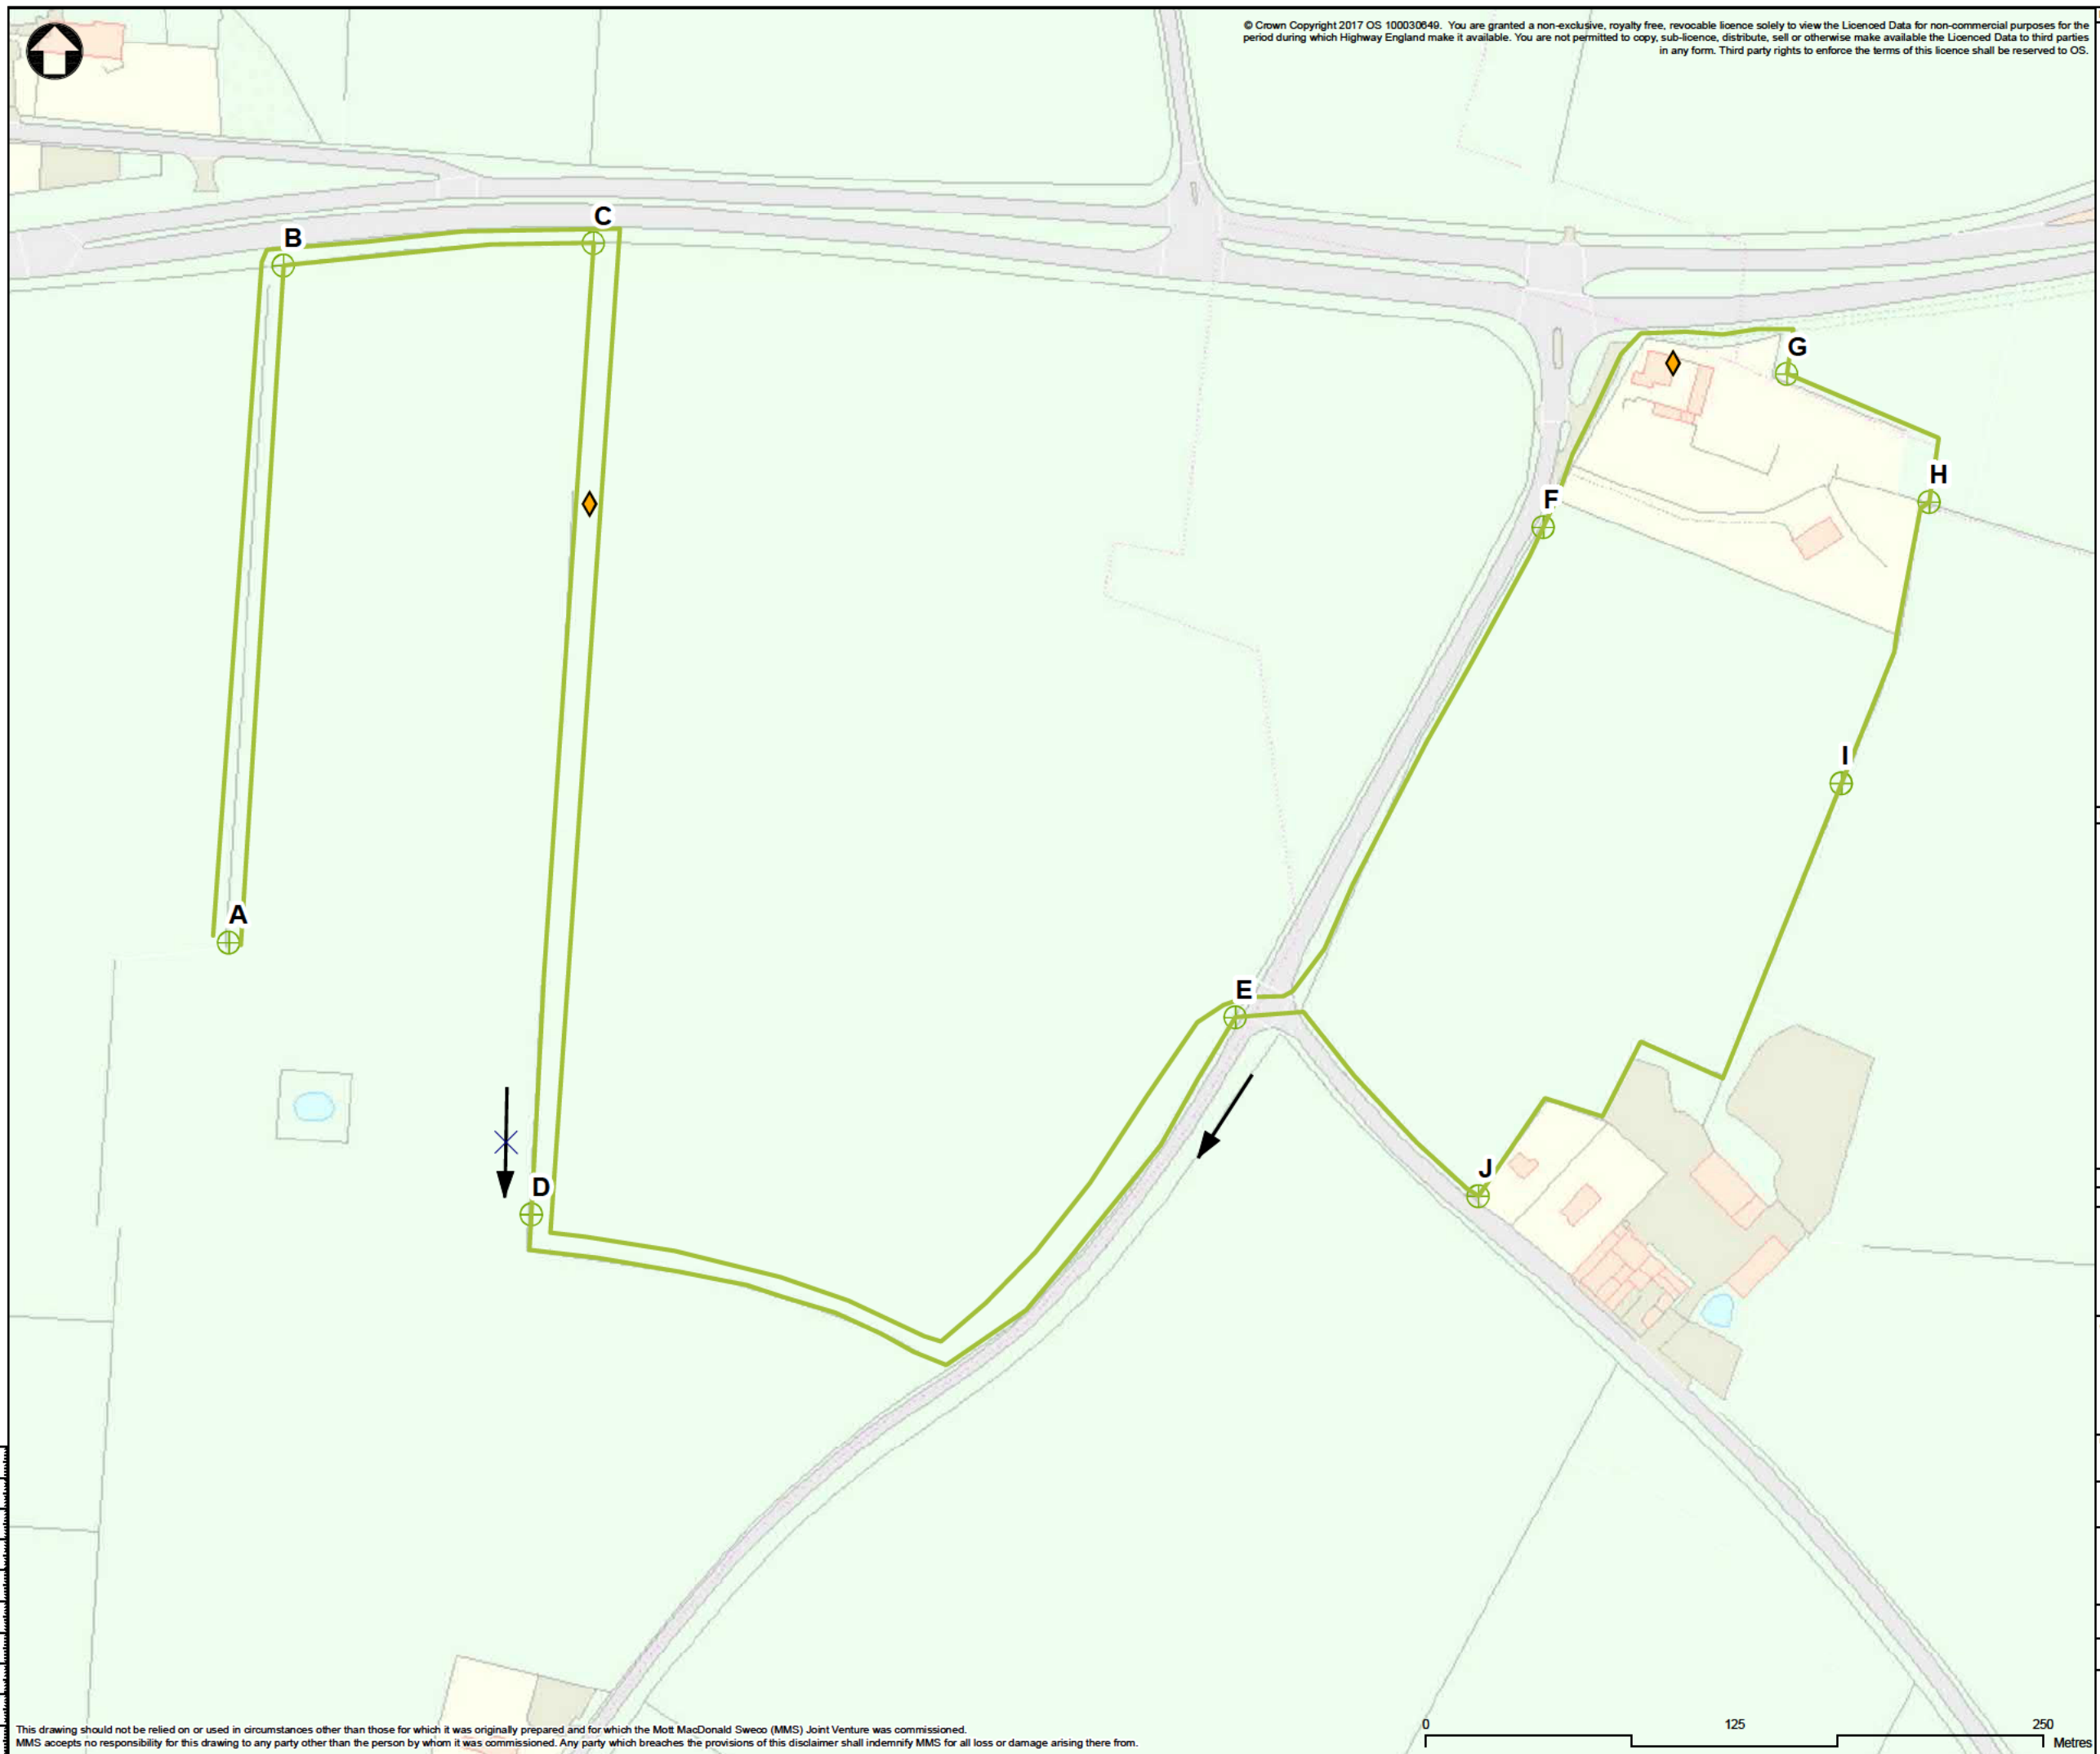 © Crown Copyright 2017 OS 100030649. You are granted a non-exclusive, royalty free, revocable licence solely to view the Licenced Data for non-commercial purposes for the
period during which Highway England make it available. You are not permitted to copy, sub-licence, distribute, sell or otherwise make available the Licenced Data to third parties
in any form. Third party rights to enforce the terms of this licence shall be reserved to OS.
C
B
G
H
F
I
A
E
J
D
This drawing should not be relied on or used in circumstances other than those for which it was originally prepared and for which the Mott MacDonald Sweco (MMS) Joint Venture was commissioned.
MMS accepts no responsibility for this drawing to any party other than the person by whom it was commissioned. Any party which breaches the provisions of this disclaimer shall indemnify MMS for all loss or damage arising there from.
0 125 250
Metres